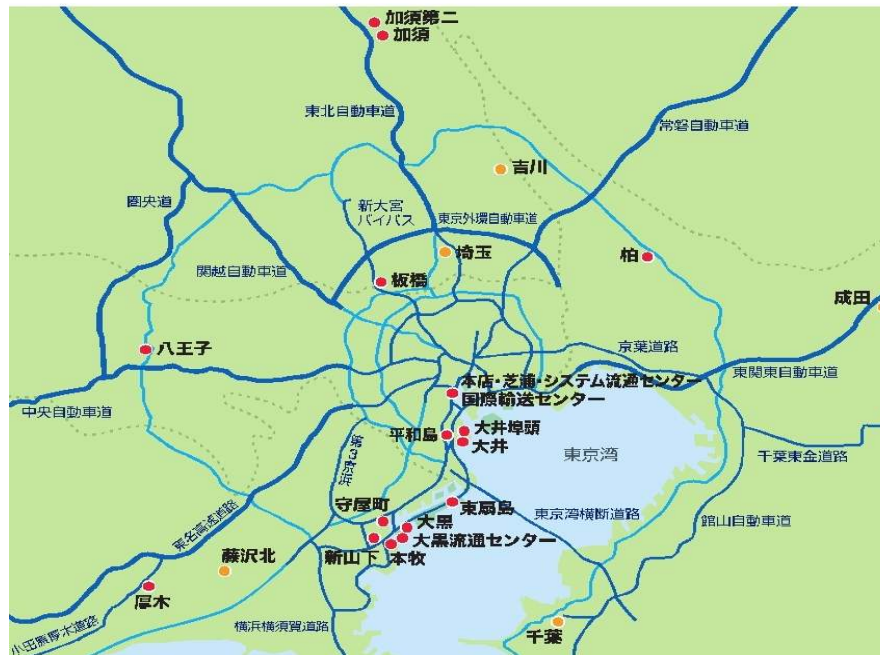 加須第二
加須
東北自動車道
常磐自動車道
吉川
圏央道
新大宮
バイパス
東京外環自動車道
埼玉
柏
関越自動車道
板橋
成田
八王子
京葉道路
東関東自動車道
本店・芝浦・システム流通センター
国際輸送センター
中央自動車道
平和島
大井埠頭
大井
東京湾
千葉東金道路
第3京浜
守屋町
東扇島
東京湾横断道路
大黒
館山自動車道
大黒流通センター
新山下
本牧
東名高速道路
藤沢北
厚木
横浜横須賀道路
千葉
小田原厚木道路